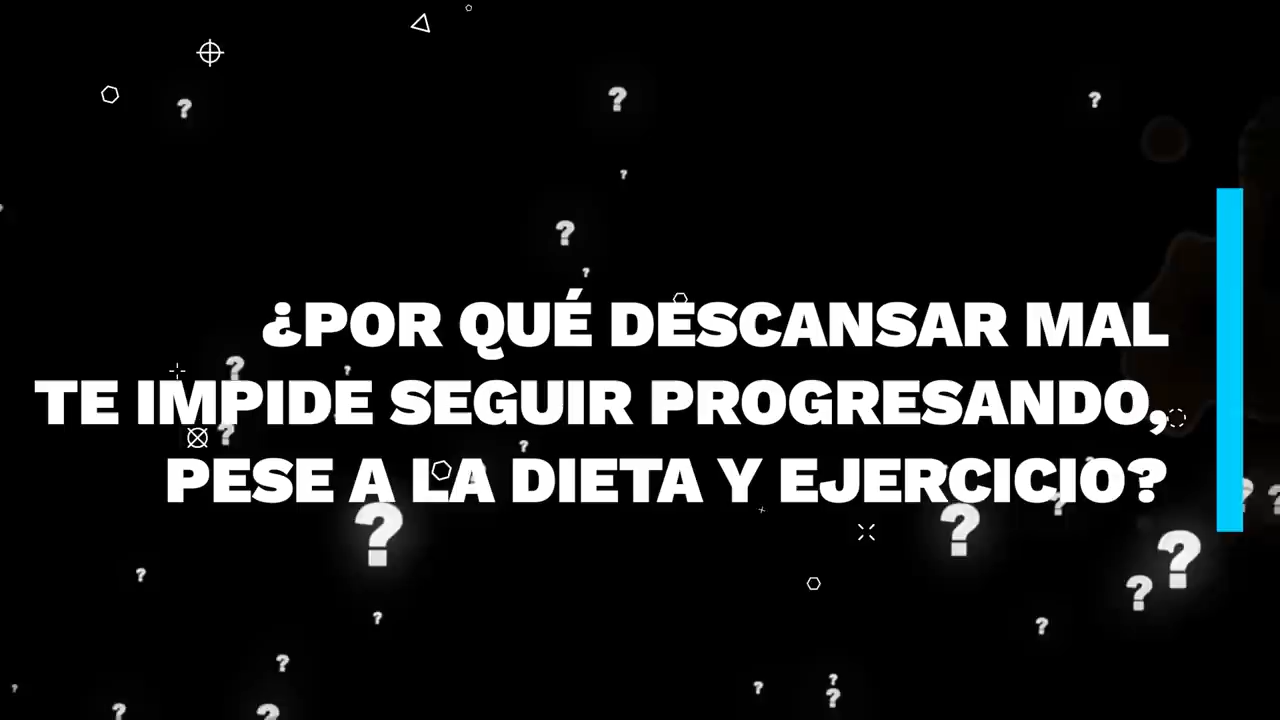 ¿POR QUÉ DESCANSAR MAL
TE IMPIDE SEGUIR PROGRESANDO,
PESE A LA DIETA Y EJERCICIO?